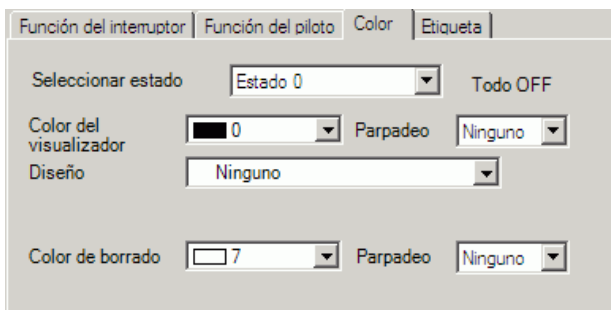 Función del interruptor Función del piloto Color Etiqueta
Seleccionar estado Estado 0 Todo OFF
Color del visualizador 0 Parpadeo Ninguno
Diseño Ninguno
Color de borrado 7 Parpadeo Ninguno